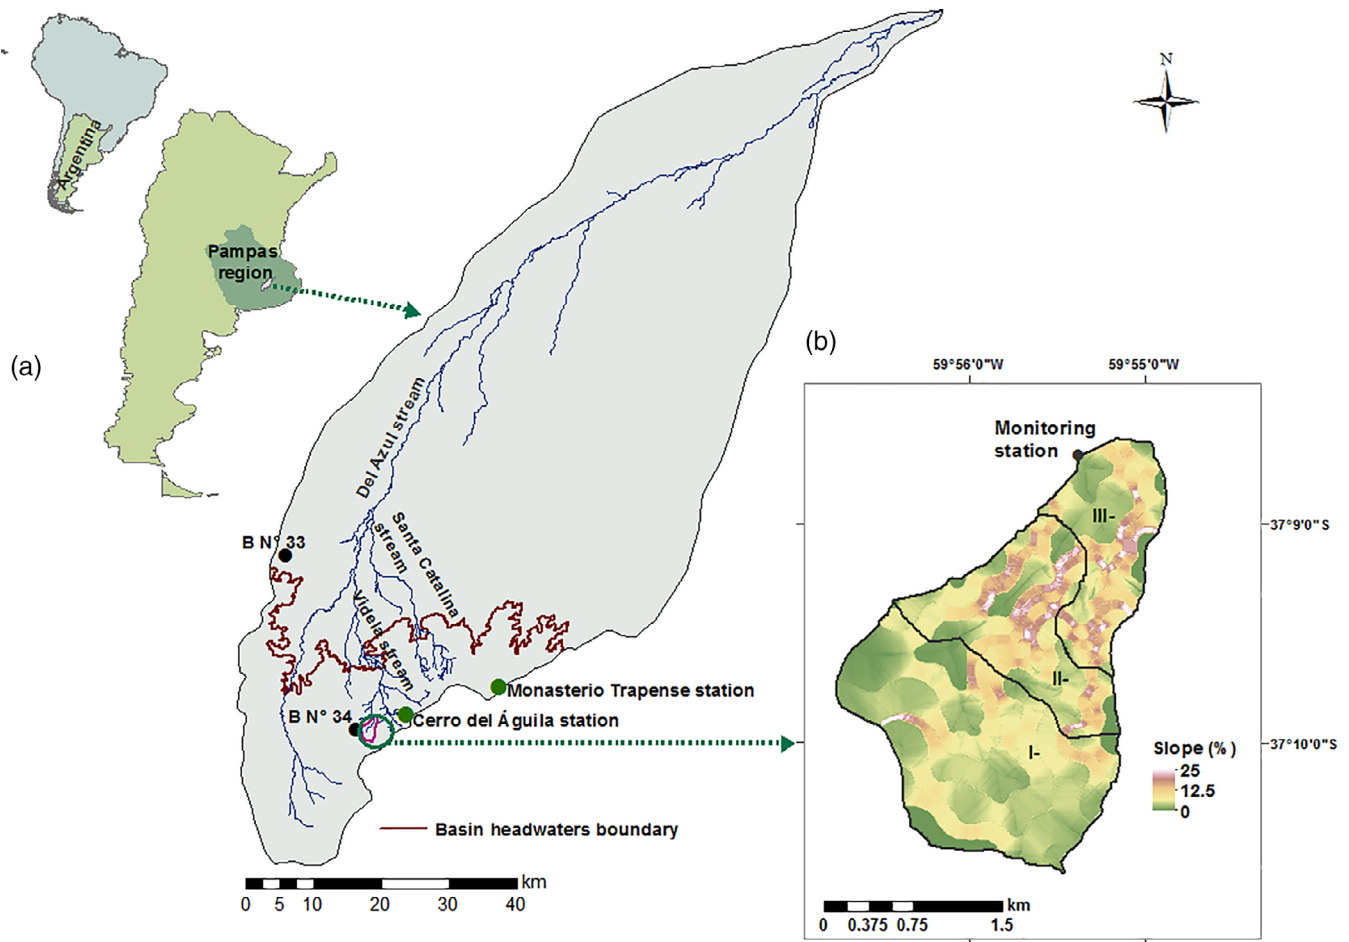 (a)
Argentina
Pampas
region
Del Azul stream
Santa Catalina
stream
Videla stream
B N° 33
B N° 34
Monasterio Trapense station
Cerro del Águila station
Basin headwaters boundary
km
0 5 10 20 30 40
N
(b)
59°56'0"W 59°55'0"W
Monitoring
station
III-
II-
I-
37°9'0"S
37°10'0"S
Slope (%)
25
12.5
0
km
0 0.375 0.75 1.5